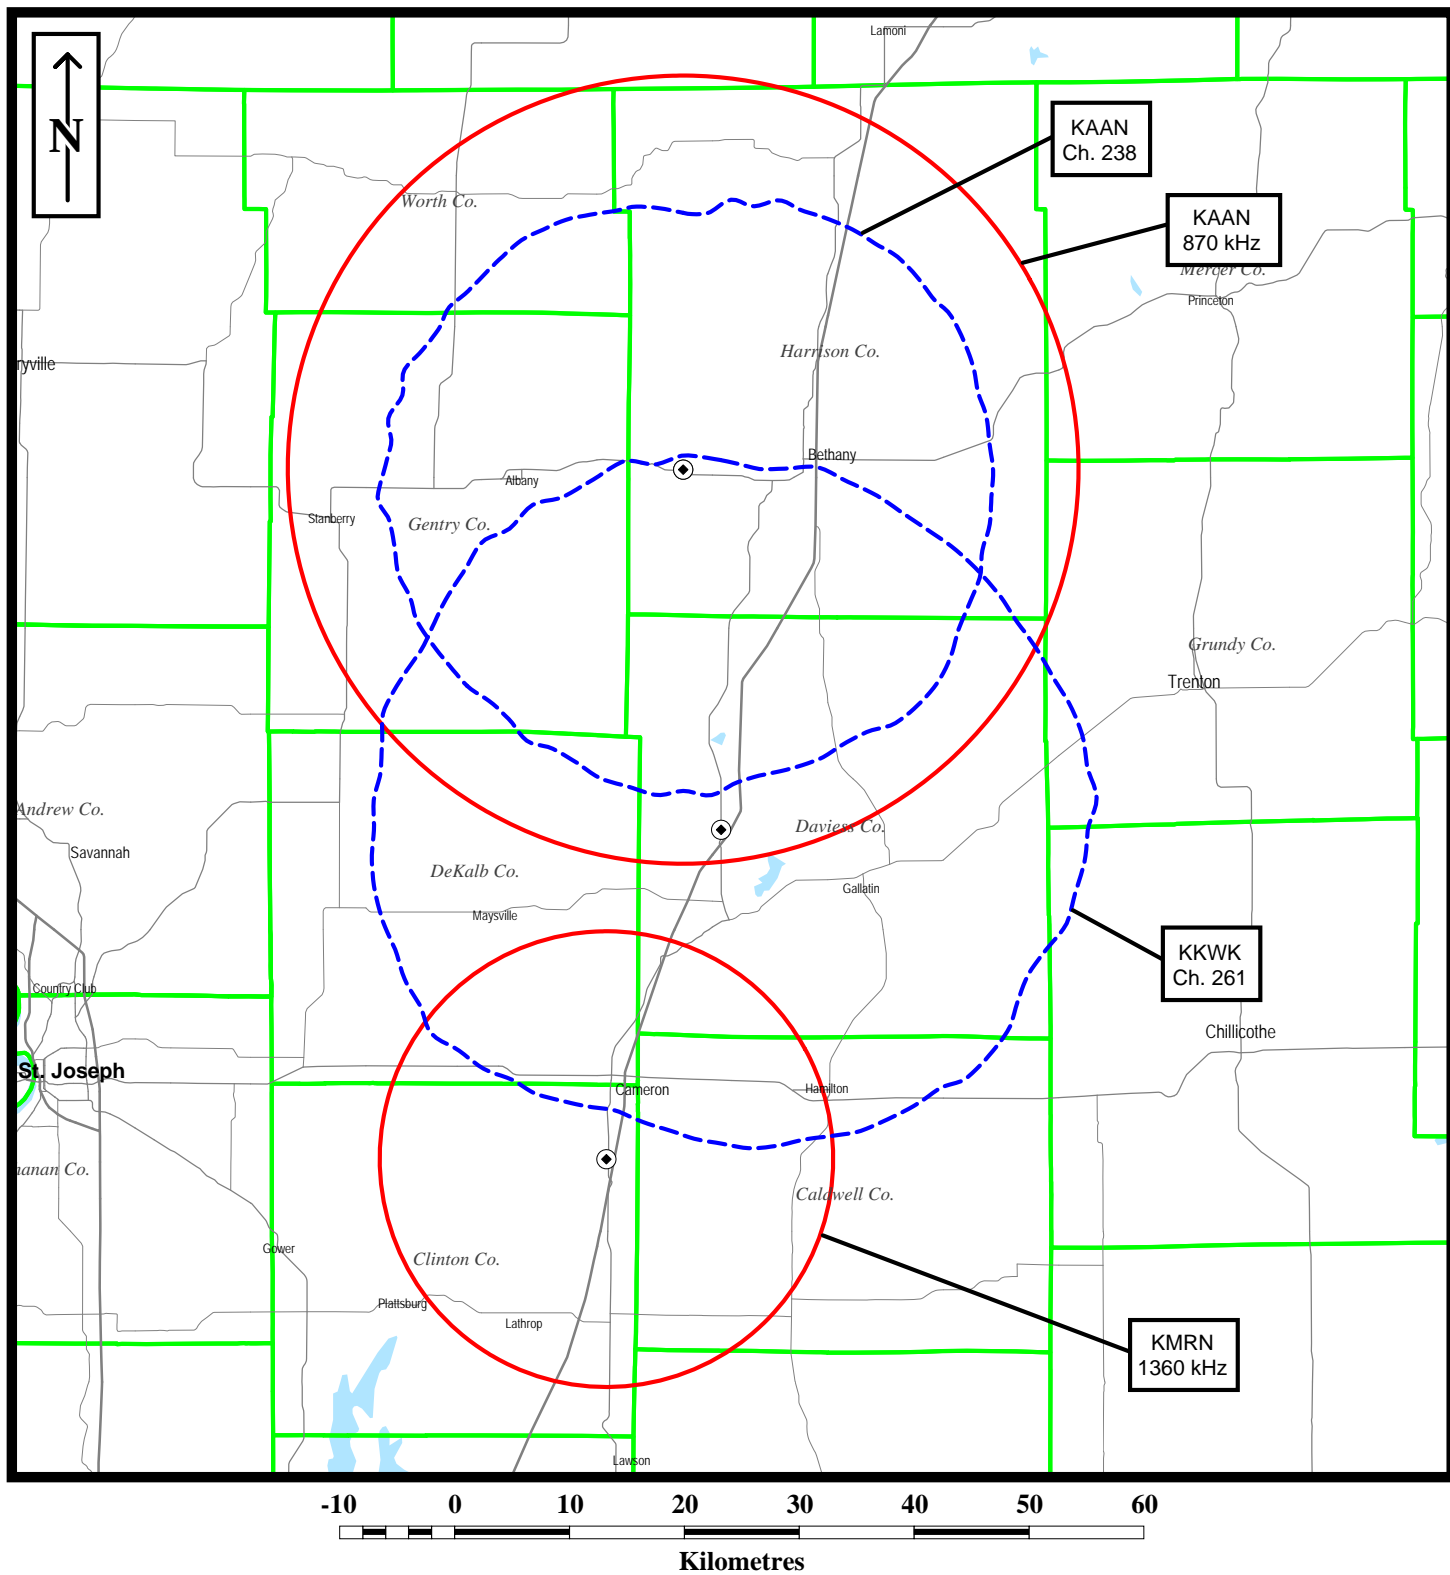 Lamoni
N
KAAN
Ch. 238
Worth Co.
KAAN
870 kHz
Mercer Co.
Princeton
Harrison Co.
ryville
Bethany
Albany
Stanberry
Gentry Co.
Grundy Co.
Trenton
Andrew Co.
Daviess Co.
Savannah
DeKalb Co.
Gallatin
Maysville
KKWK
Ch. 261
Country Club
Chillicothe
St. Joseph
Cameron
Hamilton
nanan Co.
Caldwell Co.
Gower
Clinton Co.
Plattsburg
Lathrop
KMRN
1360 kHz
Lawson
-10 0 10 20 30 40 50 60
Kilometres